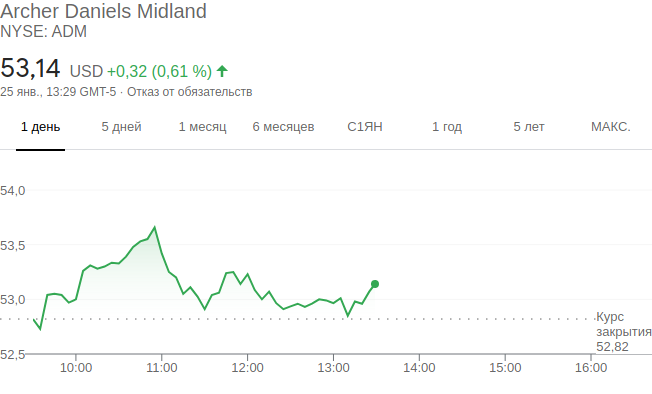 Archer Daniels Midland
NYSE: ADM
53,14 USD +0,32 (0,61 %)
25 янв., 13:29 GMT-5 · Отказ от обязательств
1 день 5 дней 1 месяц 6 месяцев С1ЯН 1 год 5 лет МАКС.
54,0
53,5
53,0
Курс
закрытия
52,82
52,5
10:00 11:00 12:00 13:00 14:00 15:00 16:00